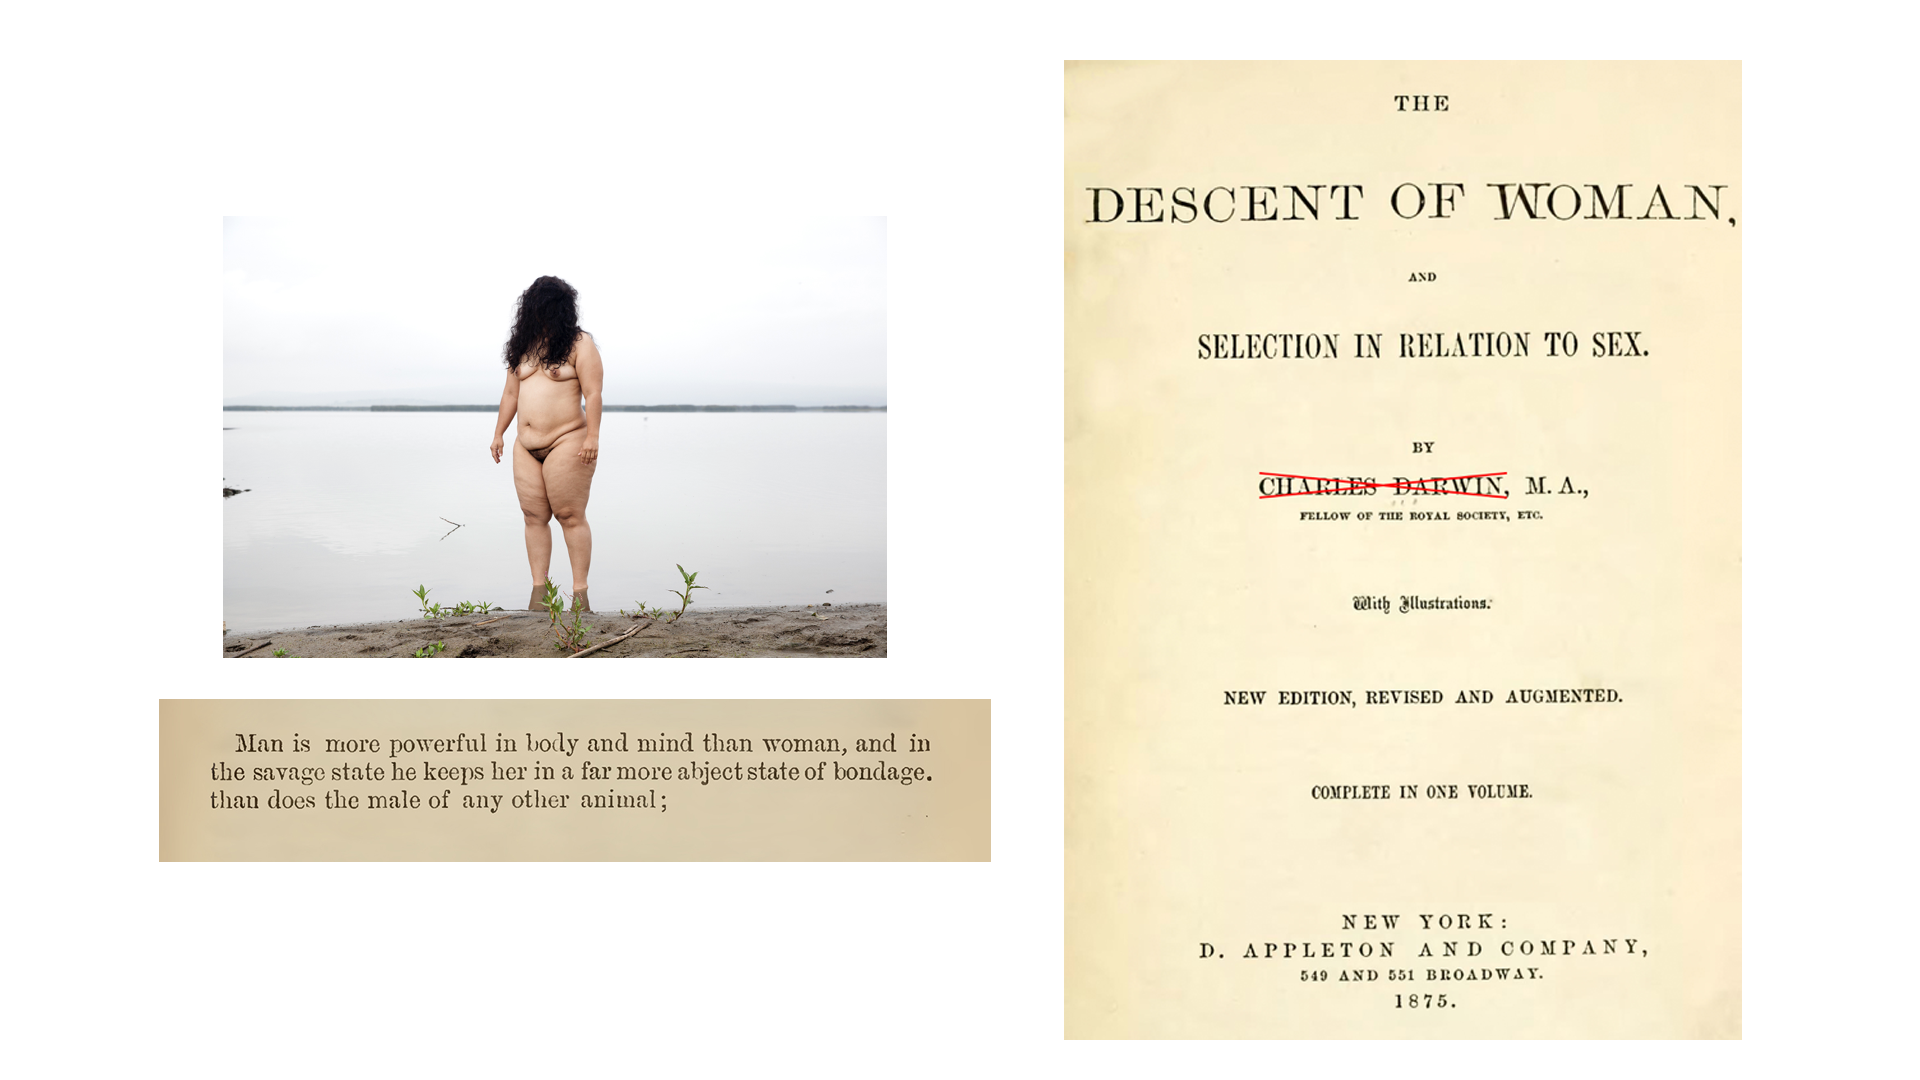 Man is more powerful in body and mind than woman, and in
the savage state he keeps her in a far more abject state of bondage.
than does the male of any other animal;
THE
DESCENT OF WOMAN,
AND
SELECTION IN RELATION TO SEX.
BY
CHARLES DARWIN, M. A.,
FELLOW OF THE ROYAL SOCIETY, ETC.
With Illustrations.
NEW EDITION, REVISED AND AUGMENTED.
COMPLETE IN ONE VOLUME.
NEW YORK:
D. APPLETON AND COMPANY,
549 AND 551 BROADWAY.
1875.